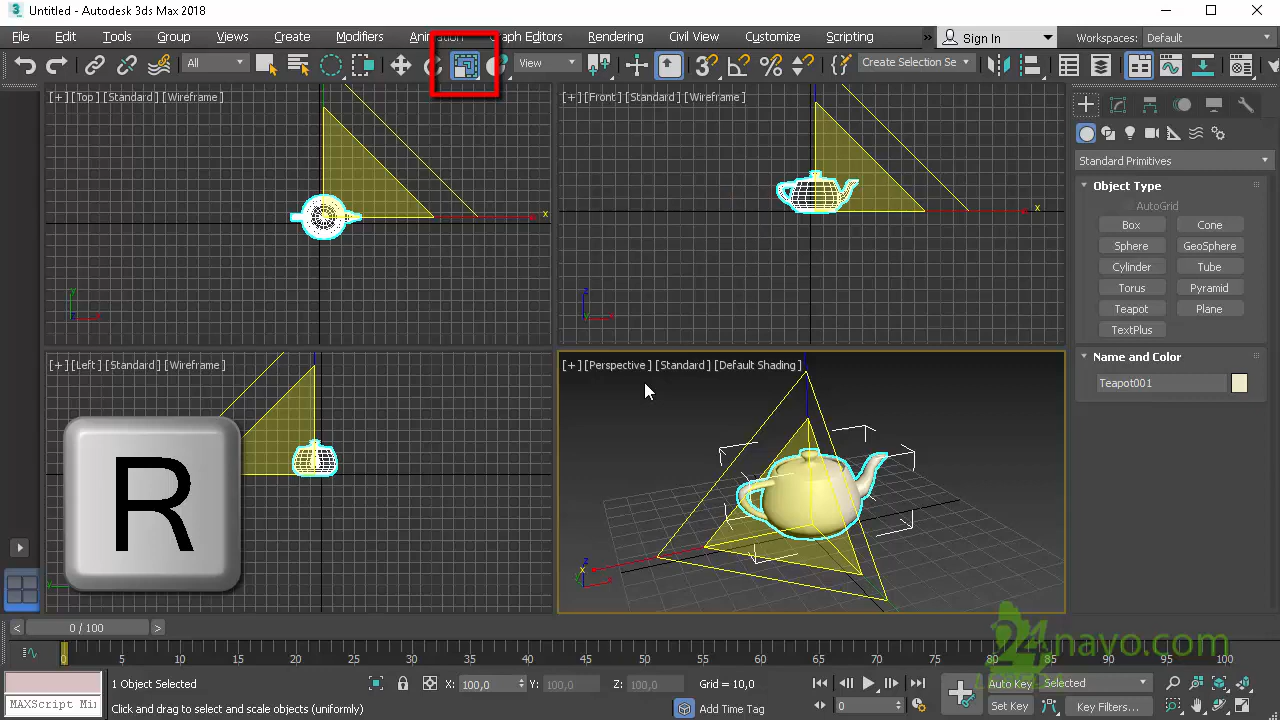 Untitled - Autodesk 3ds Max 2018
File Edit Tools Group Views Create Modifiers Animation Graph Editors Rendering Civil View Customize Scripting » Sign In Workspaces: Default
All View Create Selection Se
[+] [Top] [Standard] [Wireframe]
[+] [Front] [Standard] [Wireframe]
Standard Primitives
Object Type
AutoGrid
Box Cone
Sphere GeoSphere
Cylinder Tube
Torus Pyramid
Teapot Plane
TextPlus
x
x
y
x
z
x
[+] [Left] [Standard] [Wireframe]
[+] [Perspective] [Standard] [Default Shading]
Name and Color
Teapot001
R
< 0 / 100 >
24navo.com
0 5 10 15 20 25 30 35 40 45 50 55 60 65 70 75 80 85 90 95 100
1 Object Selected X: 100,0 Y: 100,0 Z: 100,0 Grid = 10,0 Auto Key Selected
MAXScript Mi Click and drag to select and scale objects (uniformly) Add Time Tag 0 Set Key Key Filters...